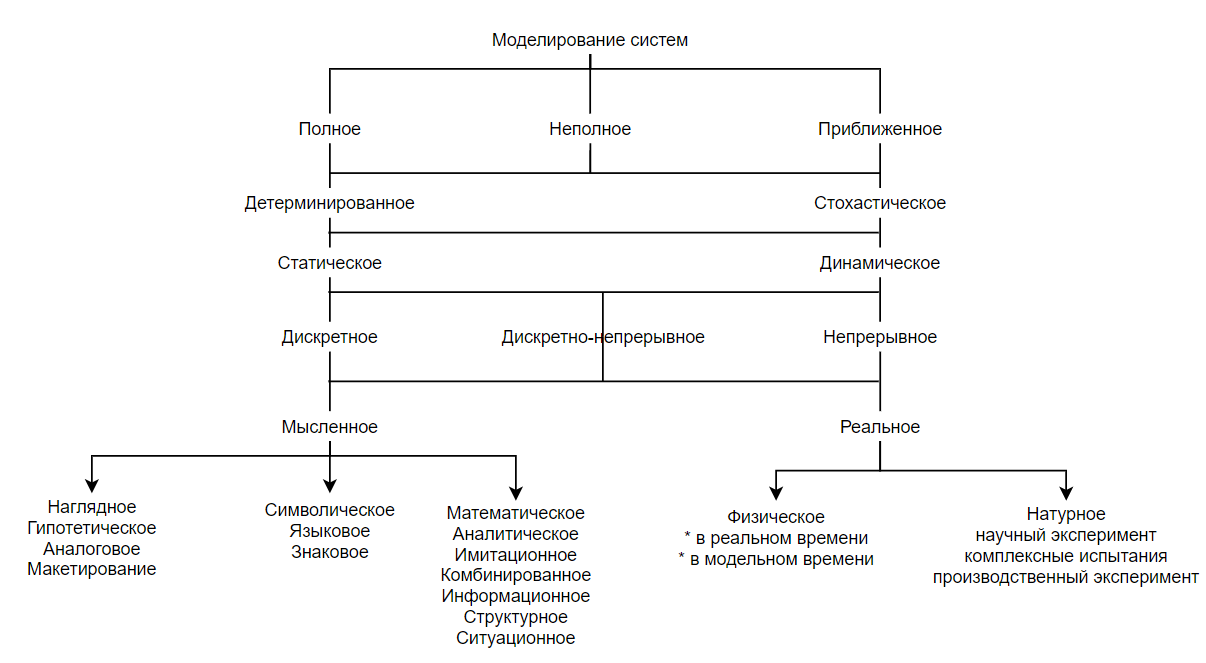 Моделирование систем
Полное
Неполное
Приближенное
Детерминированное
Стохастическое
Статическое
Динамическое
Дискретное
Дискретно-непрерывное
Непрерывное
Мысленное
Реальное
Наглядное
Гипотетическое
Аналоговое
Макетирование
Символическое
Языковое
Знаковое
Математическое
Аналитическое
Имитационное
Комбинированное
Информационное
Структурное
Ситуационное
Физическое
* в реальном времени
* в модельном времени
Натурное
научный эксперимент
комплексные испытания
производственный эксперимент